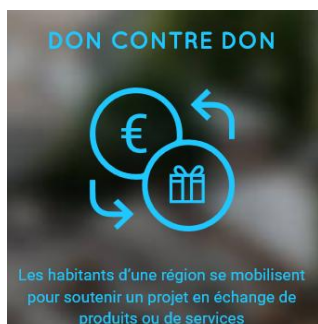 DON CONTRE DON
€
Les habitants d'une région se mobilisent
pour soutenir un projet en échange de
produits ou de services